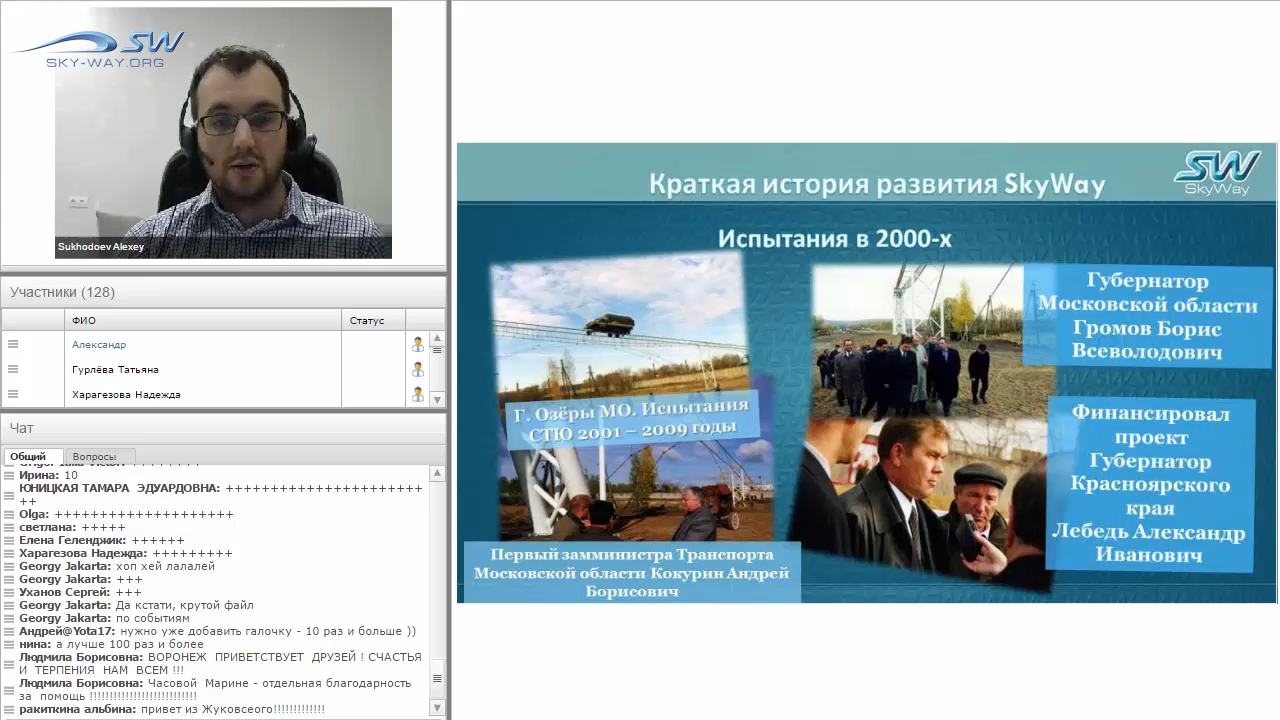 SW
SKY-WAY.ORG
Sukhodoev Alexey
Участники (128)
ФИО
Статус
Александр
Гурлёва Татьяна
Харагезова Надежда
Чат
Общий
Вопросы
Ирина: 10
ЮНИЦКАЯ ТАМАРА ЭДУАРДОВНА: +++++++++++++++++++++
++
Olga: +++++++++++++++++++
светлана: +++++
Елена Геленджик: ++++++
Харагезова Надежда: +++++++++
Georgy Jakarta: хоп хей лалалей
Georgy Jakarta: +++
Уханов Сергей: +++
Georgy Jakarta: Да кстати, крутой файл
Georgy Jakarta: по событиям
Андрей@Yota17: нужно уже добавить галочку - 10 раз и больше ))
нина: а лучше 100 раз и более
Людмила Борисовна: ВОРОНЕЖ ПРИВЕТСТВУЕТ ДРУЗЕЙ ! СЧАСТЬЯ
И ТЕРПЕНИЯ НАМ ВСЕМ !!!
Людмила Борисовна: Часовой Марине - отдельная благодарность
за помощь !!!!!!!!!!!!!!!!!!!!!!!!!!!
ракиткина альбина: привет из Жуковсеого!!!!!!!!!!!!!
Краткая история развития SkyWay
SW
SkyWay
Испытания в 2000-х
Г. Озёры МО. Испытания
СТЮ 2001 – 2009 годы
Первый замминистра Транспорта
Московской области Кокурин Андрей
Борисович
Губернатор
Московской области
Громов Борис
Всеволодович
Финансировал
проект
Губернатор
Красноярского
края
Лебедь Александр
Иванович